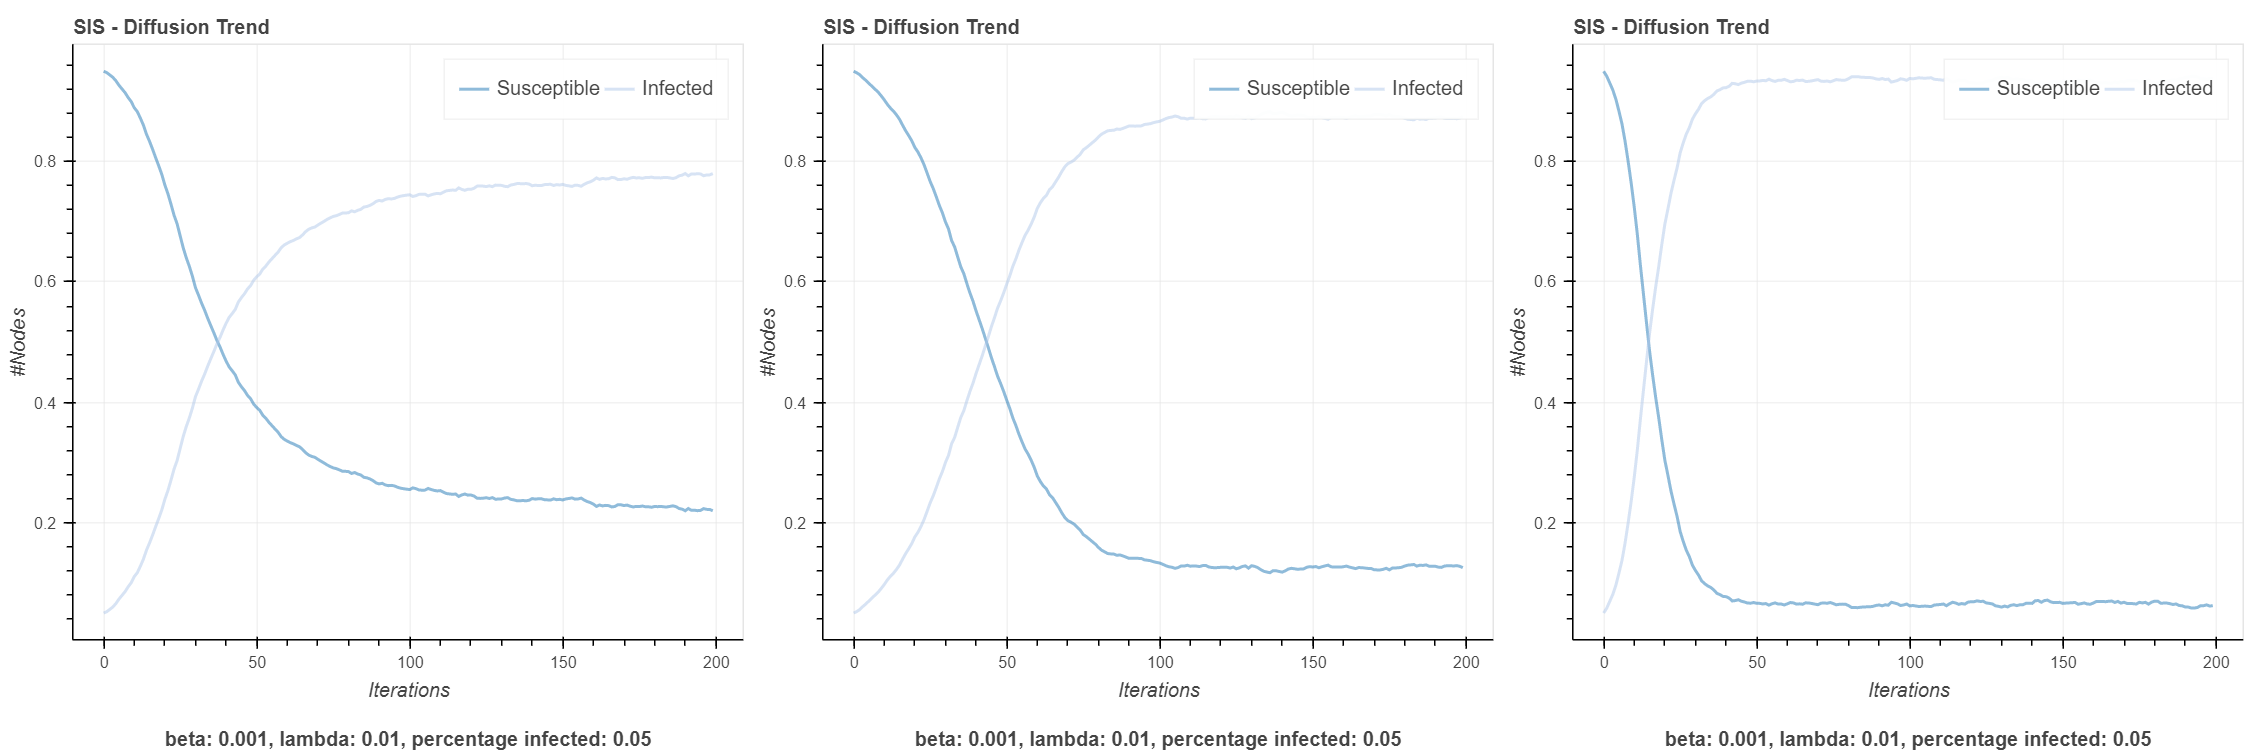 SIS - Diffusion Trend
Susceptible Infected
0.8
0.6
0.4
0.2
#Nodes
0 50 100 150 200
Iterations
beta: 0.001, lambda: 0.01, percentage infected: 0.05
SIS - Diffusion Trend
Susceptible Infected
0.8
0.6
0.4
0.2
#Nodes
0 50 100 150 200
Iterations
beta: 0.001, lambda: 0.01, percentage infected: 0.05
SIS - Diffusion Trend
Susceptible Infected
0.8
0.6
0.4
0.2
#Nodes
0 50 100 150 200
Iterations
beta: 0.001, lambda: 0.01, percentage infected: 0.05